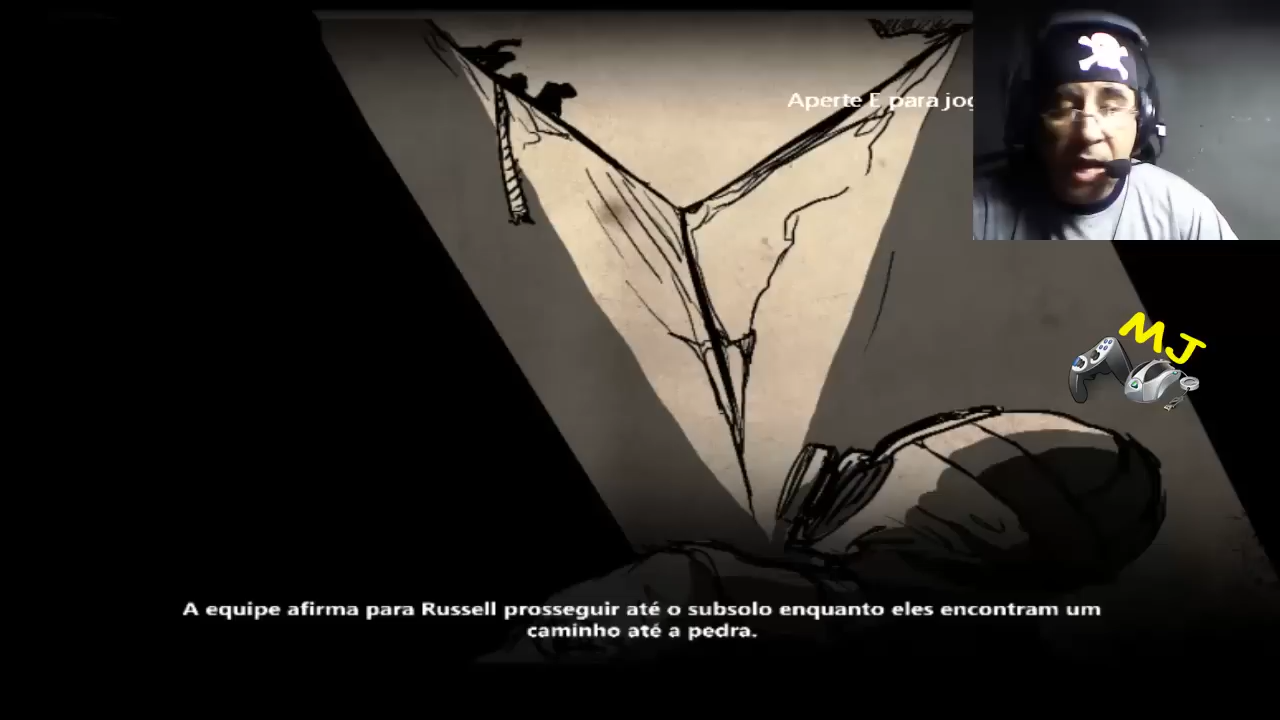 Aperte E para jog
MJ
A equipe afirma para Russell prosseguir até o subsolo enquanto eles encontram um
caminho até a pedra.